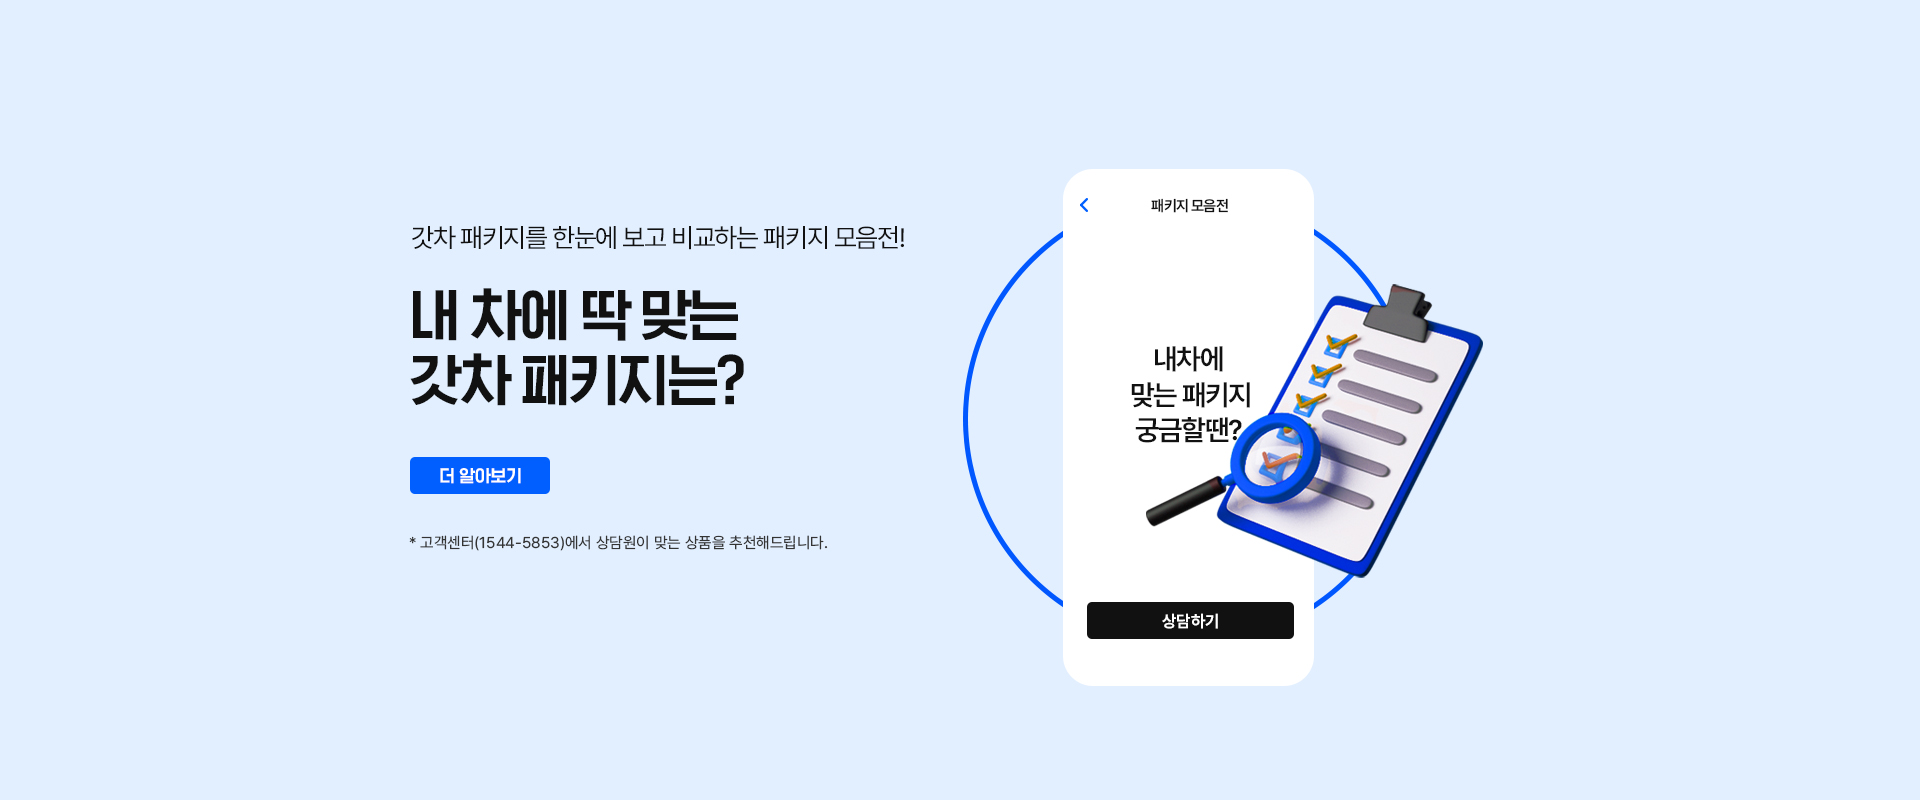 갓차 패키지를 한눈에 보고 비교하는 패키지 모음전!
내 차에 딱 맞는
갓차 패키지는?
더 알아보기
* 고객센터(1544-5853)에서 상담원이 맞는 상품을 추천해드립니다.
패키지 모음전
내차에
맞는 패키지
궁금할땐?
상담하기